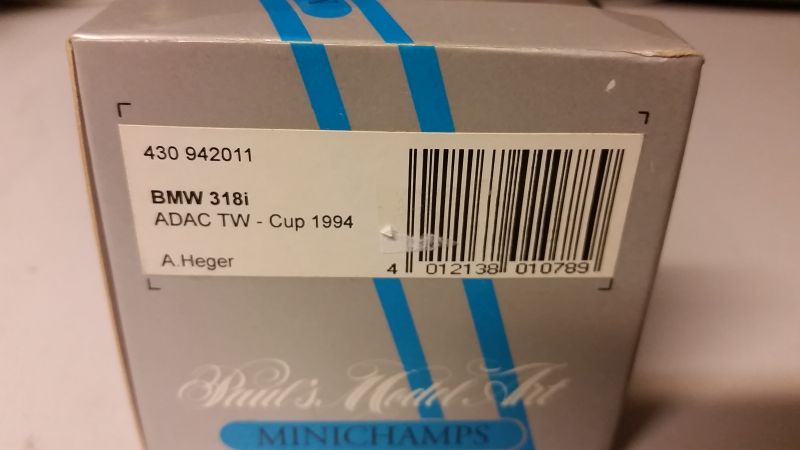 430 942011
BMW 318i
ADAC TW - Cup 1994
A.Heger
4 012138 010789
Paul's Model Art
MINICHAMPS